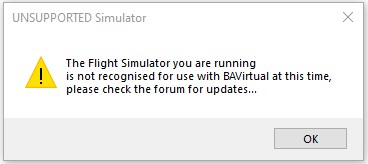 UNSUPPORTED Simulator
The Flight Simulator you are running
is not recognised for use with BAVirtual at this time,
please check the forum for updates...
OK